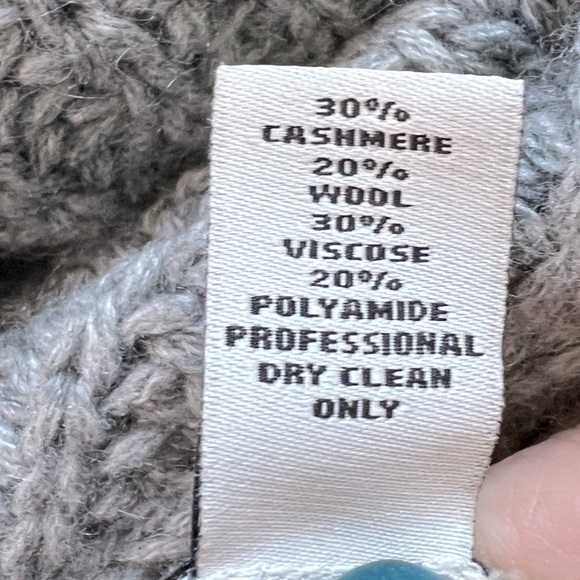 30%
CASHMERE
20%
WOOL
30%
VISCOSE
20%
POLYAMIDE
PROFESSIONAL
DRY CLEAN
ONLY